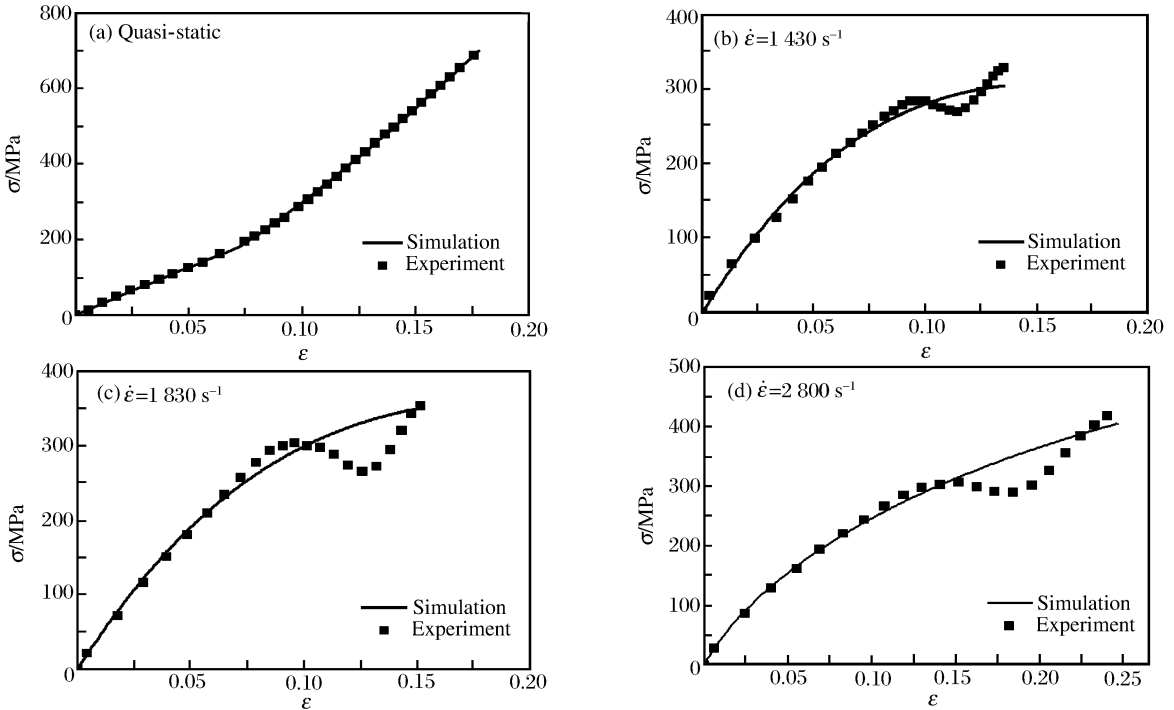 (a) Quasi-static
σ/MPa
800
600
400
200
0
0.05
0.10
0.15
0.20
ε
Simulation
Experiment
(b) ε̇=1 430 s⁻¹
σ/MPa
400
300
200
100
0
0.05
0.10
0.15
0.20
ε
Simulation
Experiment
(c) ε̇=1 830 s⁻¹
σ/MPa
400
300
200
100
0
0.05
0.10
0.15
0.20
ε
Simulation
Experiment
(d) ε̇=2 800 s⁻¹
σ/MPa
500
400
300
200
100
0
0.05
0.10
0.15
0.20
0.25
ε
Simulation
Experiment